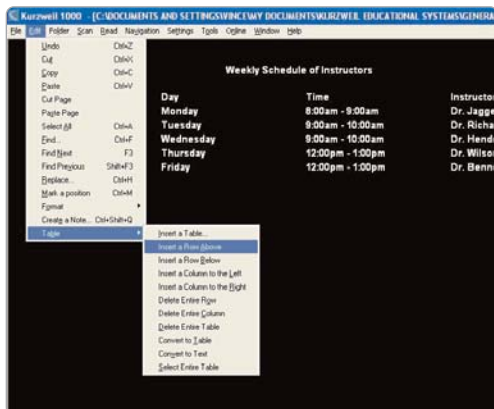 Kurzweil 1000 - [C:\DOCUMENTS AND SETTINGS\WINCE\MY DOCUMENTS\KURZWEIL EDUCATIONAL SYSTEMS\GENERA
File Edit Folder Scan Read Navigation Settings Tools Online Window Help
Undo Ctrl+Z
Cut Ctrl+X
Copy Ctrl+C
Paste Ctrl+V
Cut Page
Paste Page
Select All Ctrl+A
Find... Ctrl+F
Find Next F3
Find Previous Shift+F3
Replace... Ctrl+H
Mark a position Ctrl+M
Format
Create a Note... Ctrl+Shift+Q
Table
Insert a Table...
Insert a Row Above
Insert a Row Below
Insert a Column to the Left
Insert a Column to the Right
Delete Entire Row
Delete Entire Column
Delete Entire Table
Convert to Table
Convert to Text
Select Entire Table
Weekly Schedule of Instructors
Day Time Instructo
Monday 8:00am - 9:00am Dr. Jagge
Tuesday 9:00am - 10:00am Dr. Richa
Wednesday 9:00am - 10:00am Dr. Hend
Thursday 12:00pm - 1:00pm Dr. Wilso
Friday 12:00pm - 1:00pm Dr. Benn